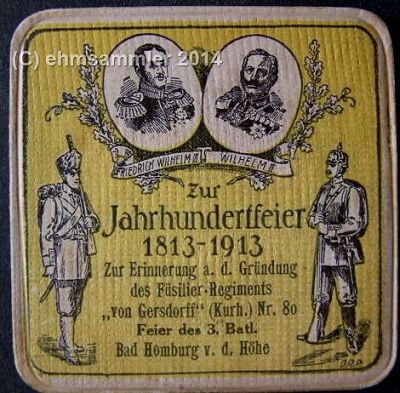 (C) ehmsammler 2014
FRIEDRICH WILHELM III WILHELM II
Zur
Jahrhundertfeier
1813-1913
Zur Erinnerung a. d. Gründung
des Füsilier-Regiments
„von Gersdorff" (Kurh.) Nr. 80
Feier des 3. Batl.
Bad Homburg v. d. Höhe